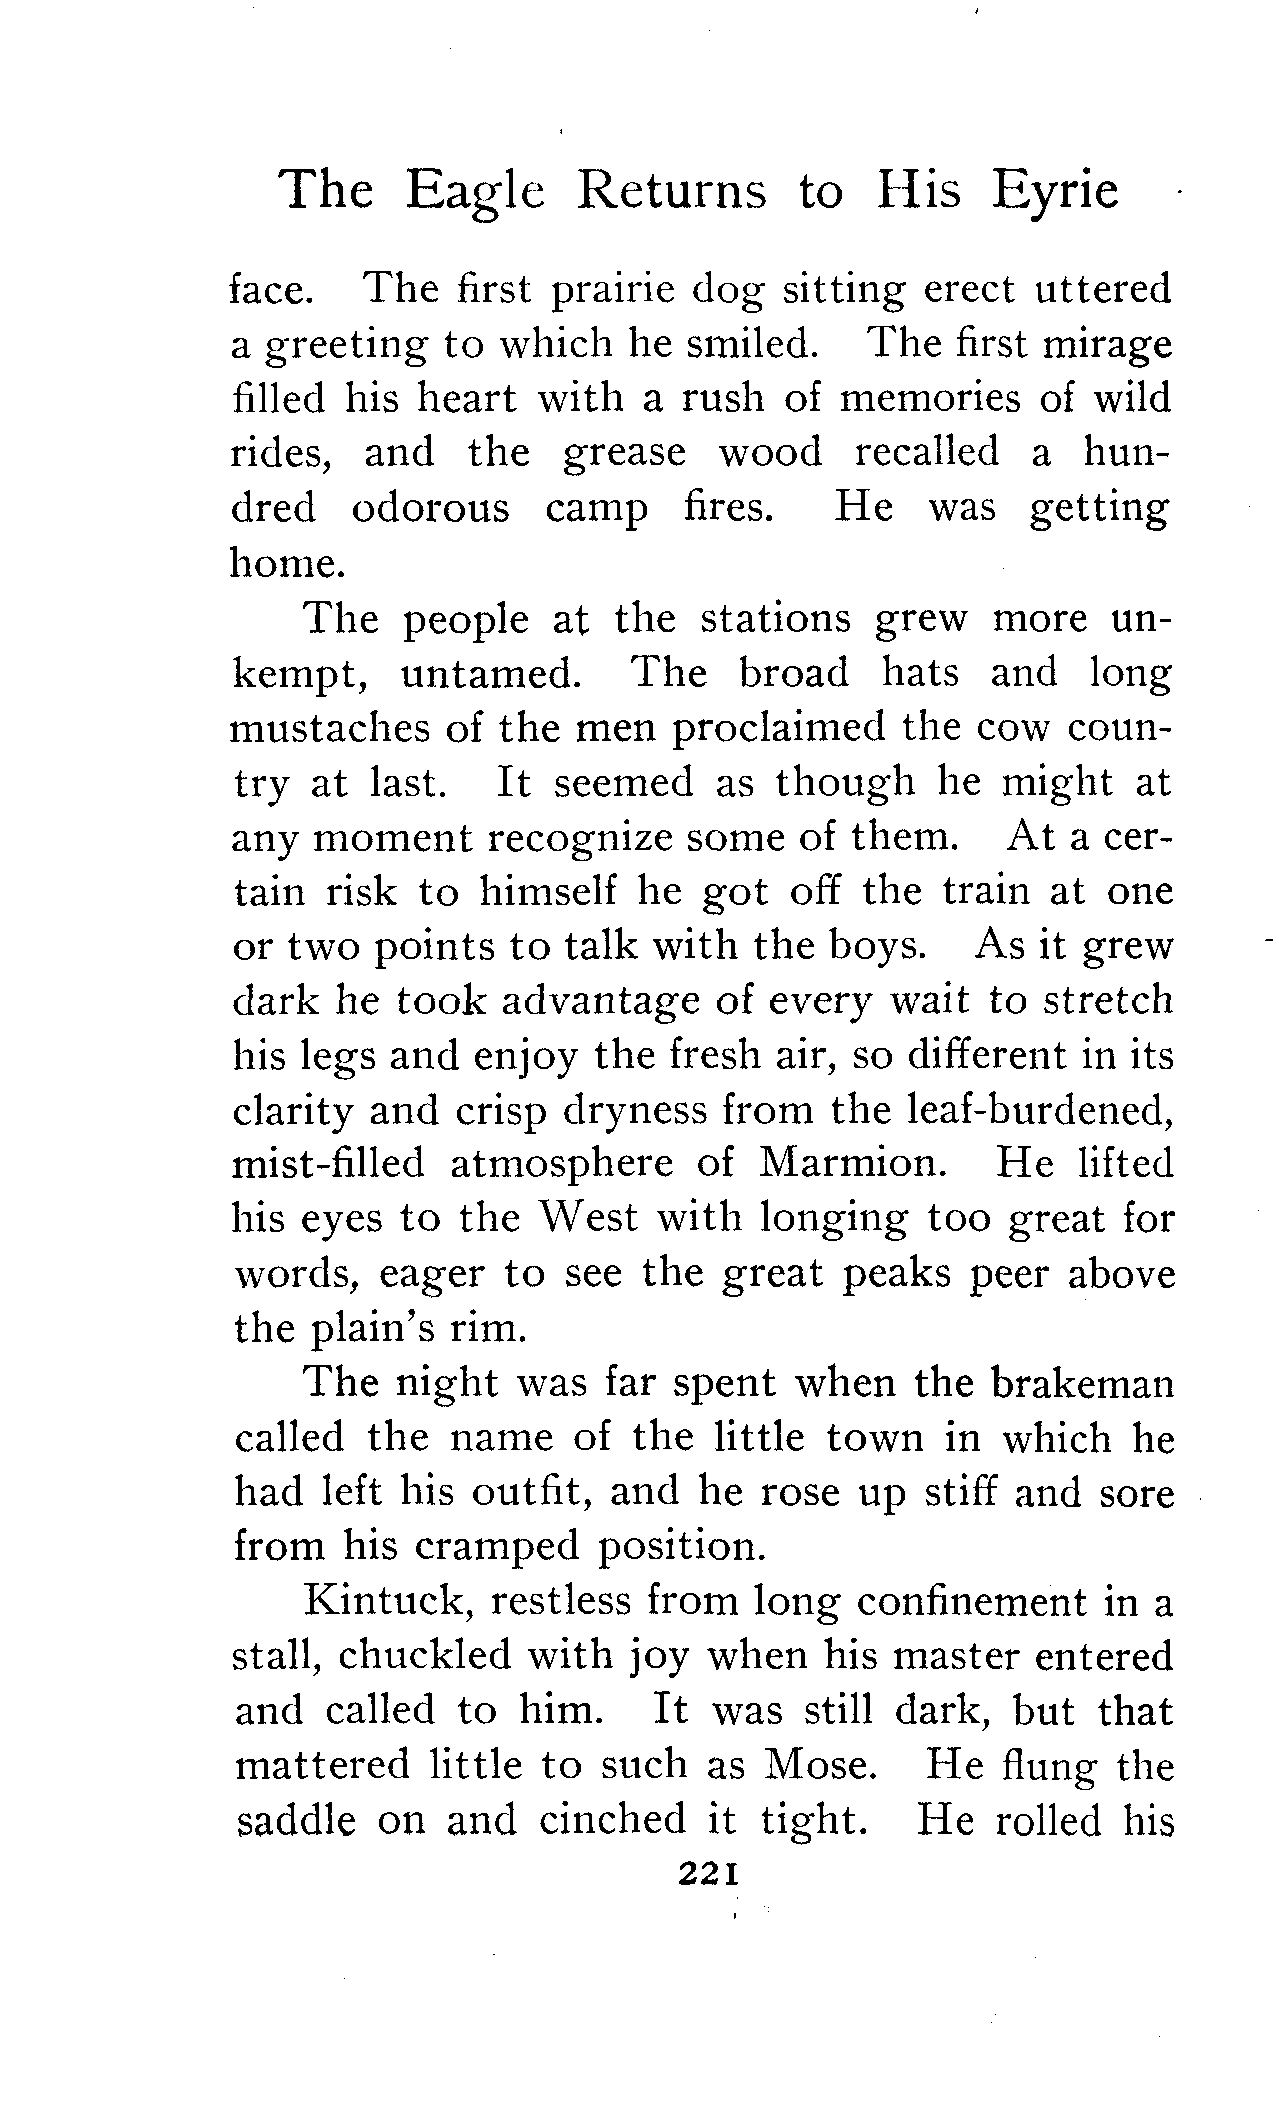 The Eagle Returns to His Eyrie
face. The first prairie dog sitting erect uttered
a greeting to which he smiled. The first mirage
filled his heart with a rush of memories of wild
rides, and the grease wood recalled a hun-
dred odorous camp fires. He was getting
home.
The people at the stations grew more un-
kempt, untamed. The broad hats and long
mustaches of the men proclaimed the cow coun-
try at last. It seemed as though he might at
any moment recognize some of them. At a cer-
tain risk to himself he got off the train at one
or two points to talk with the boys. As it grew
dark he took advantage of every wait to stretch
his legs and enjoy the fresh air, so different in its
clarity and crisp dryness from the leaf-burdened,
mist-filled atmosphere of Marmion. He lifted
his eyes to the West with longing too great for
words, eager to see the great peaks peer above
the plain's rim.
The night was far spent when the brakeman
called the name of the little town in which he
had left his outfit, and he rose up stiff and sore
from his cramped position.
Kintuck, restless from long confinement in a
stall, chuckled with joy when his master entered
and called to him. It was still dark, but that
mattered little to such as Mose. He flung the
saddle on and cinched it tight. He rolled his
221